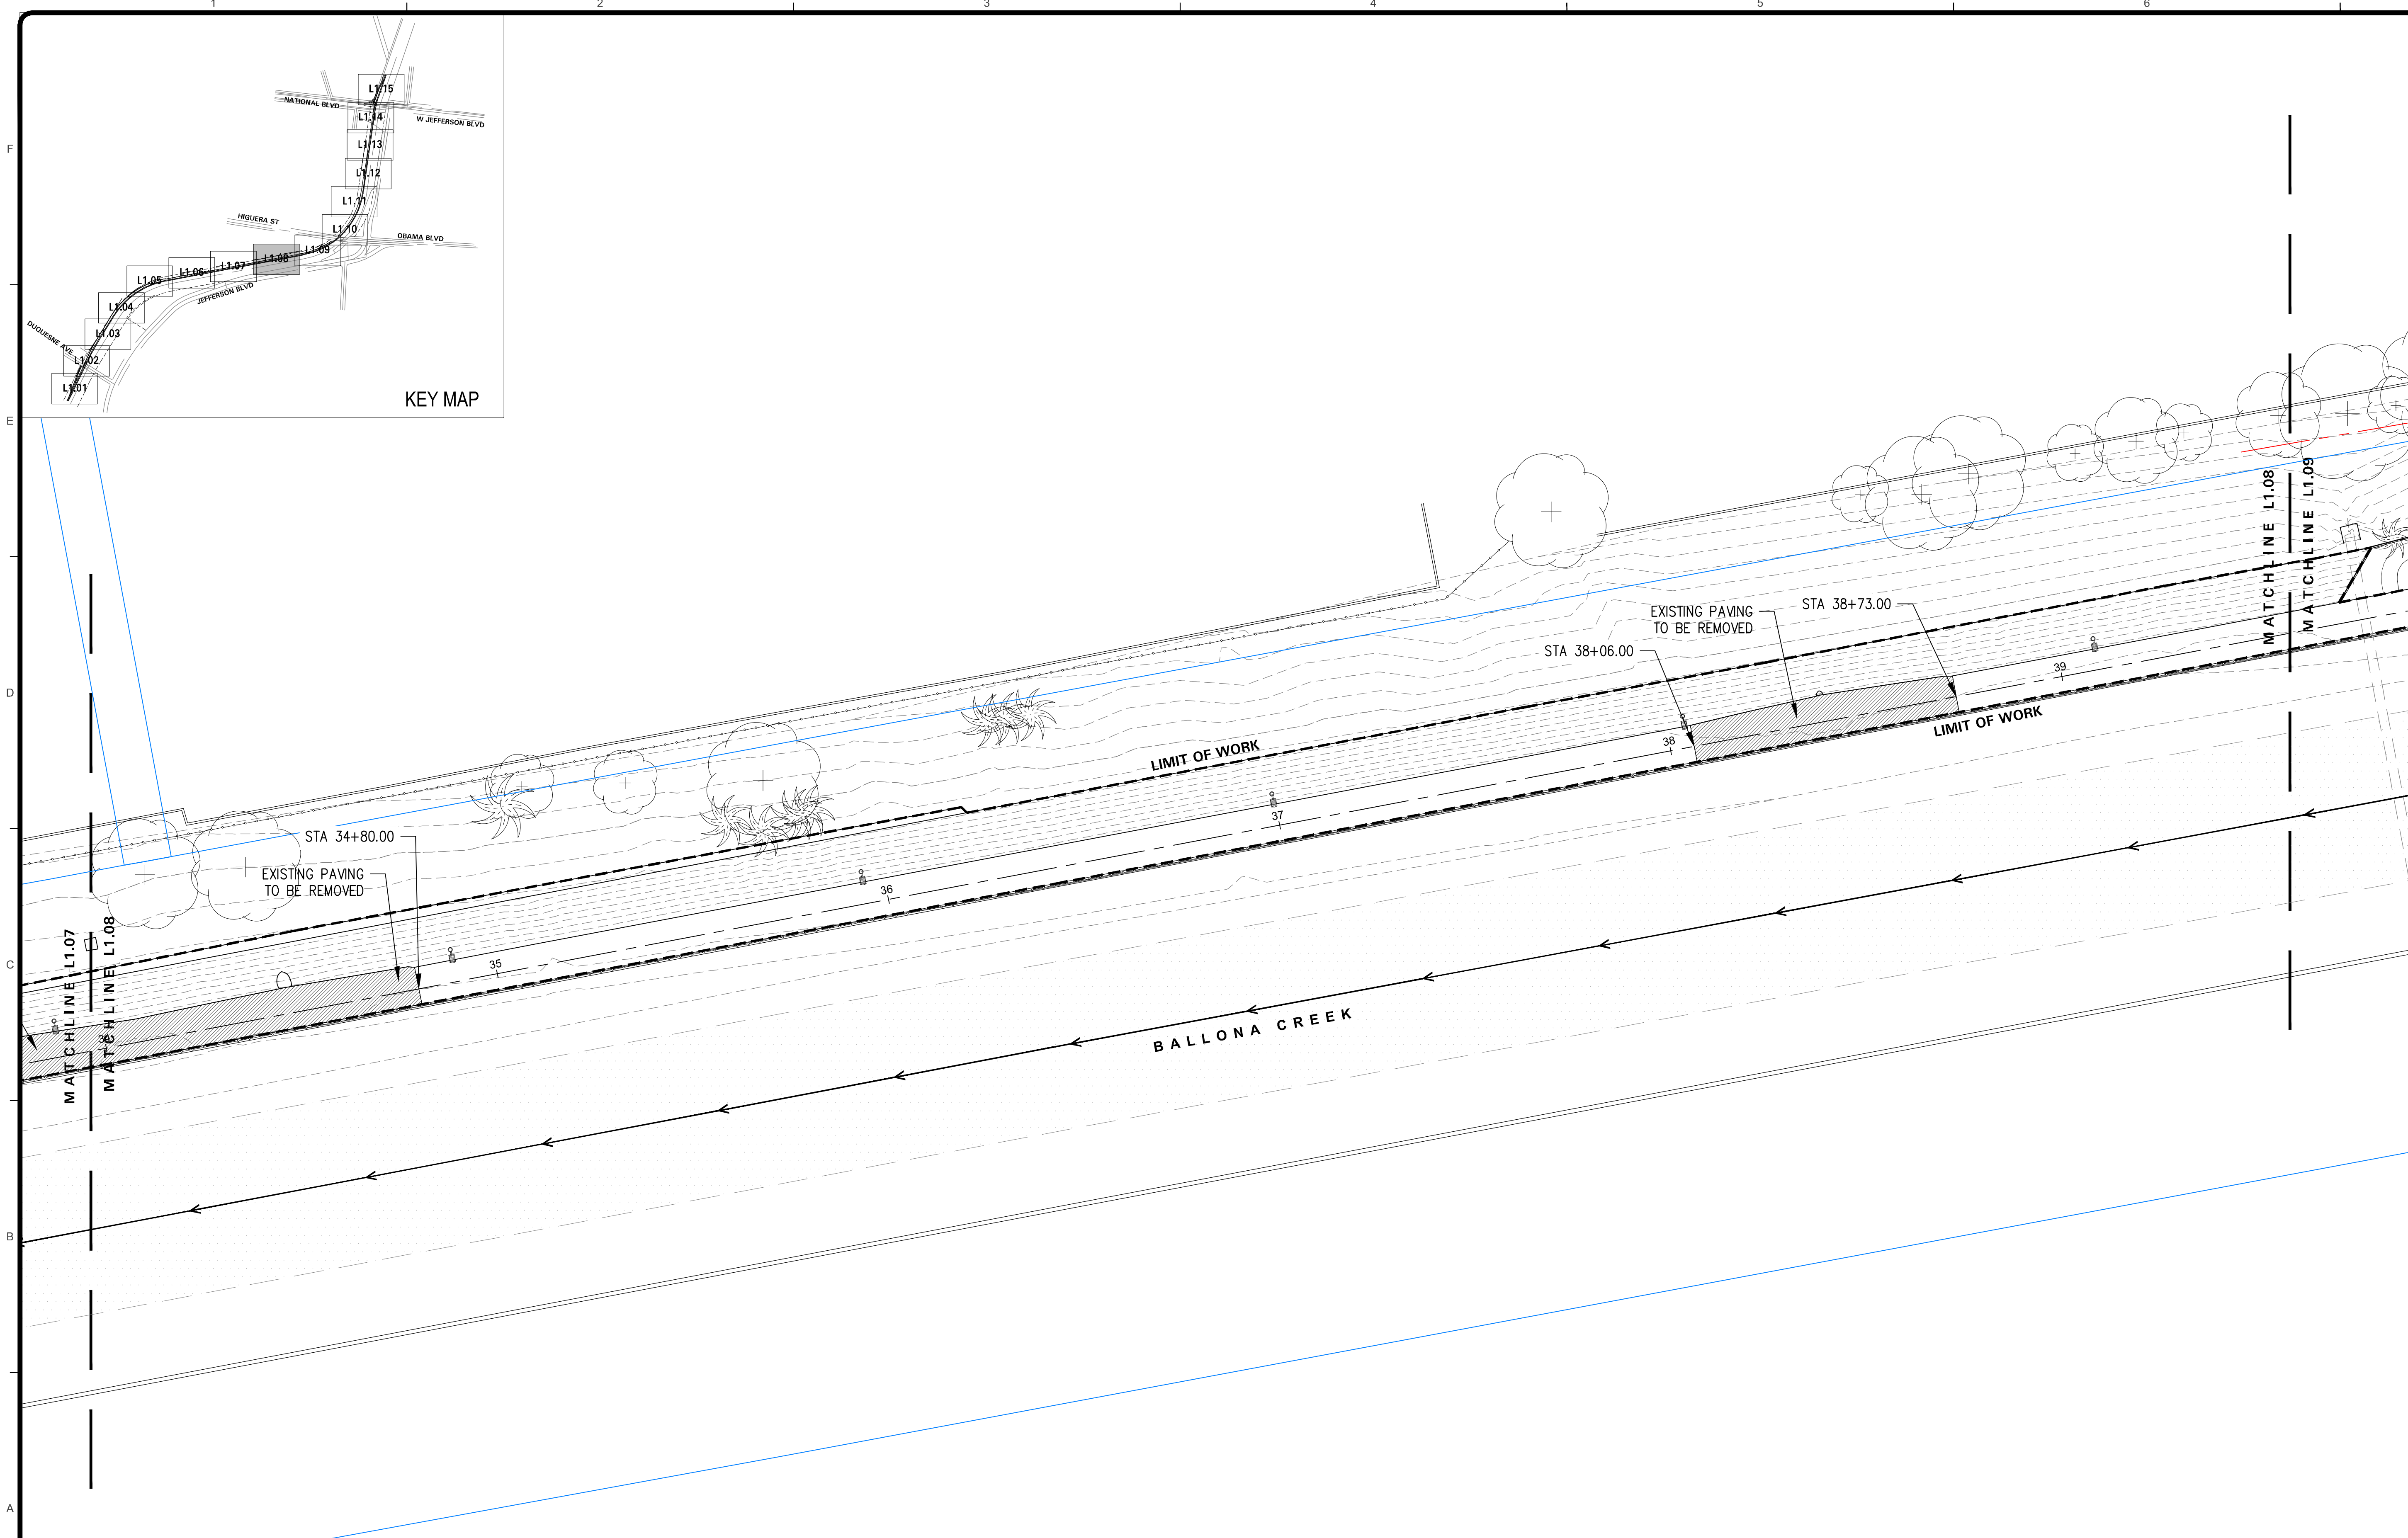 1
2
3
4
5
6
F
E
D
C
B
A
L1.15
NATIONAL BLVD
W JEFFERSON BLVD
L1.14
L1.13
L1.12
L1.11
HIGUERA ST
L1.10
OBAMA BLVD
L1.09
L1.08
L1.07
L1.06
L1.05
JEFFERSON BLVD
L1.04
DUQUESNE AVE
L1.03
L1.02
L1.01
KEY MAP
MATCHLINE L1.08
MATCHLINE L1.09
EXISTING PAVING
TO BE REMOVED
STA 38+73.00
STA 38+06.00
39
38
LIMIT OF WORK
LIMIT OF WORK
37
36
35
STA 34+80.00
EXISTING PAVING
TO BE REMOVED
MATCHLINE L1.07
MATCHLINE L1.08
BALLONA CREEK